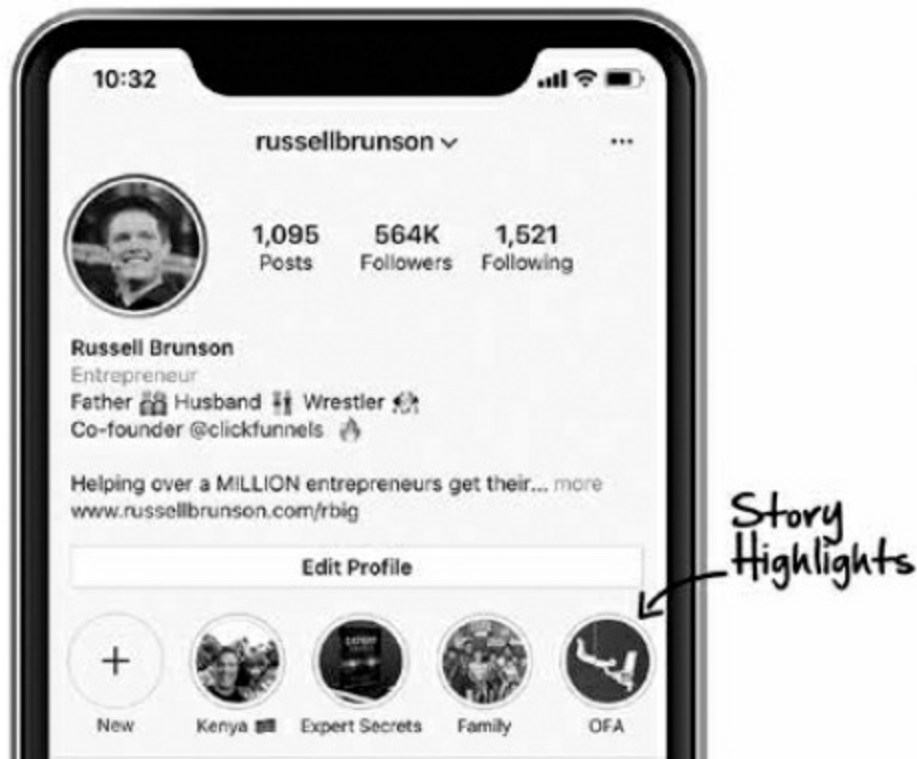 10:32
russellbrunson
1,095 564K 1,521
Posts Followers Following
Russell Brunson
Entrepreneur
Father Husband Wrestler
Co-founder @clickfunnels
Helping over a MILLION entrepreneurs get their... more
www.russellbrunson.com/rbig
Edit Profile
Story
Highlights
New Kenya Expert Secrets Family OFA